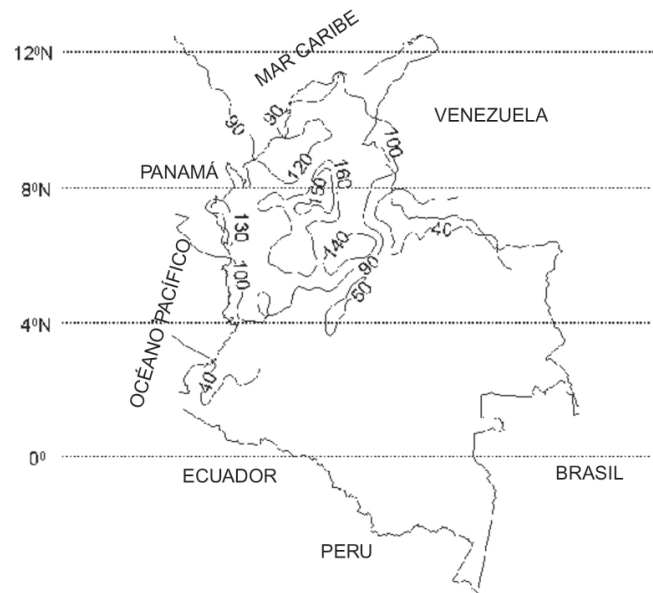 MAR CARIBE
12ºN
90
90
VENEZUELA
100
PANAMÁ
120
160
150
8ºN
130
40
140
OCÉANO PACÍFICO
100
90
50
4ºN
40
0º
ECUADOR
BRASIL
PERU